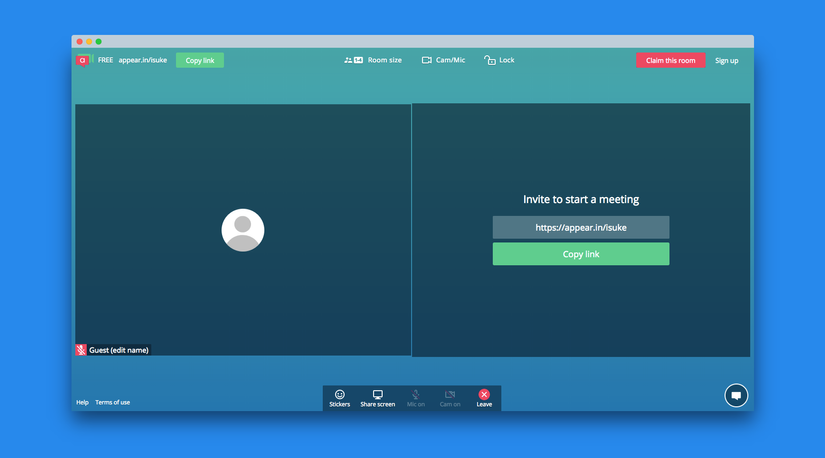 FREE appear.in/isuke Copy link
1-4 Room size Cam/Mic Lock
Claim this room Sign up
Invite to start a meeting
https://appear.in/isuke
Copy link
Guest (edit name)
Help Terms of use
Stickers Share screen Mic on Cam on Leave